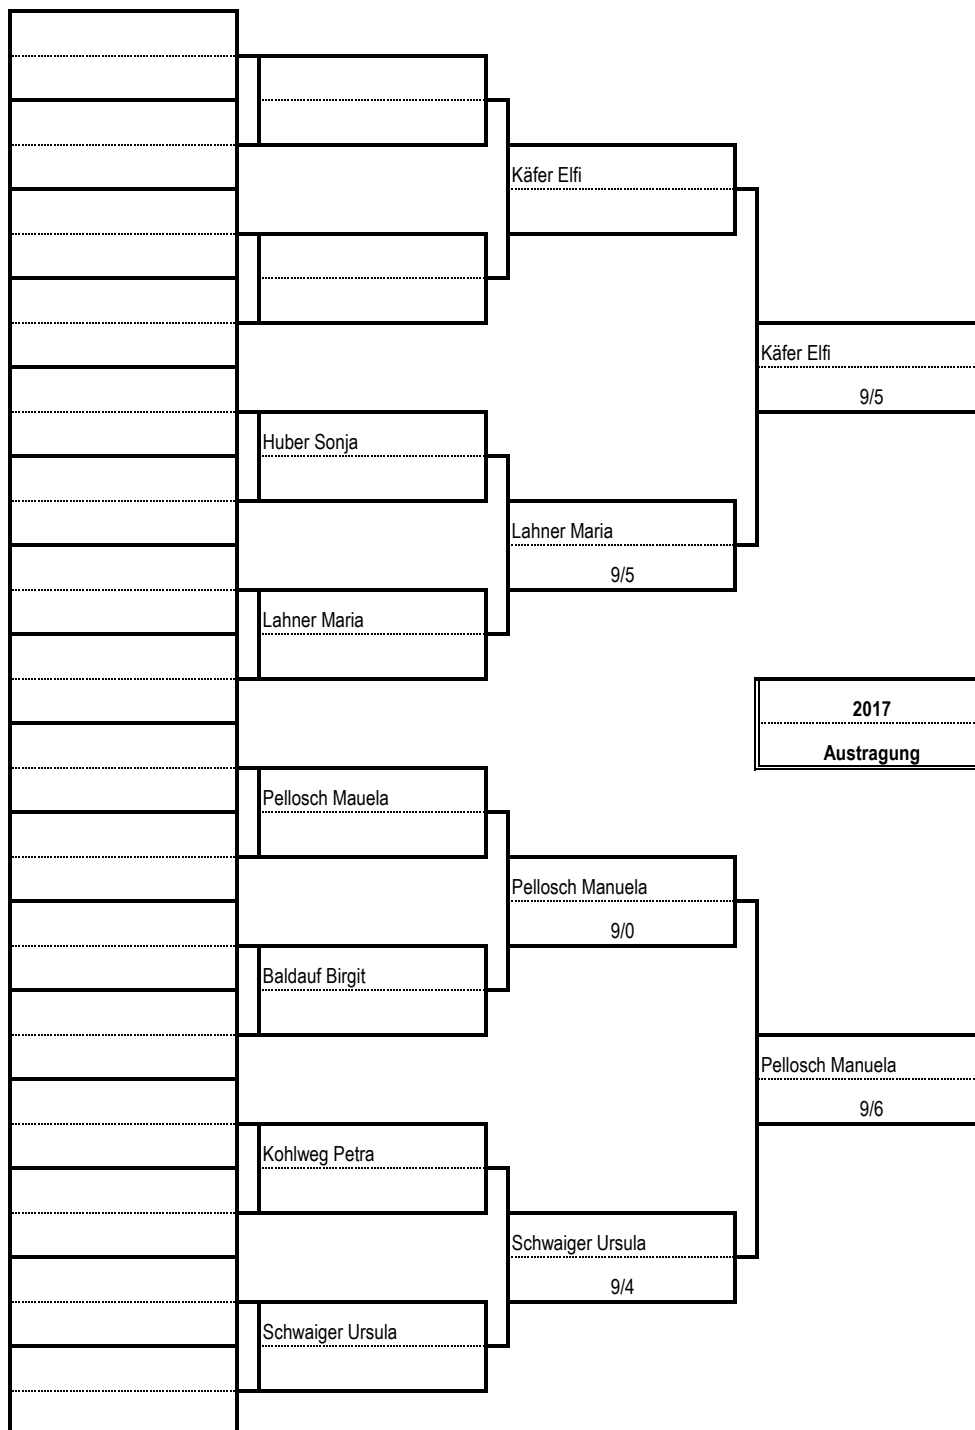 Käfer Elfi
Käfer Elfi
9/5
Huber Sonja
Lahner Maria
9/5
Lahner Maria
2017
Austragung
Pellosch Mauela
Pellosch Manuela
9/0
Baldauf Birgit
Pellosch Manuela
9/6
Kohlweg Petra
Schwaiger Ursula
9/4
Schwaiger Ursula